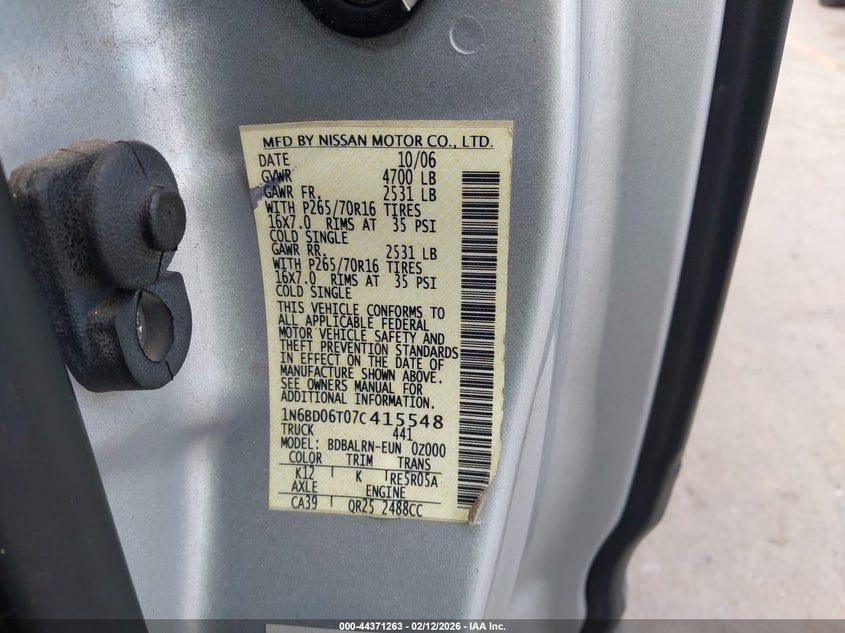 MFD BY NISSAN MOTOR CO., LTD.
DATE 10/06
GVWR 4700 LB
GAWR FR. 2531 LB
WITH P265/70R16 TIRES
16X7.0 RIMS AT 35 PSI
COLD SINGLE
GAWR RR. 2531 LB
WITH P265/70R16 TIRES
16X7.0 RIMS AT 35 PSI
COLD SINGLE
THIS VEHICLE CONFORMS TO
ALL APPLICABLE FEDERAL
MOTOR VEHICLE SAFETY AND
THEFT PREVENTION STANDARDS
IN EFFECT ON THE DATE OF
MANUFACTURE SHOWN ABOVE.
SEE OWNERS MANUAL FOR
ADDITIONAL INFORMATION.
1N6BD06T07C415548
TRUCK 441
MODEL: BDBALRN-EUN 0Z000
COLOR TRIM TRANS
K12 K RE5R05A
AXLE ENGINE
CA39 QR25 2488CC
000-44371263 - 02/12/2026 - IAA Inc.